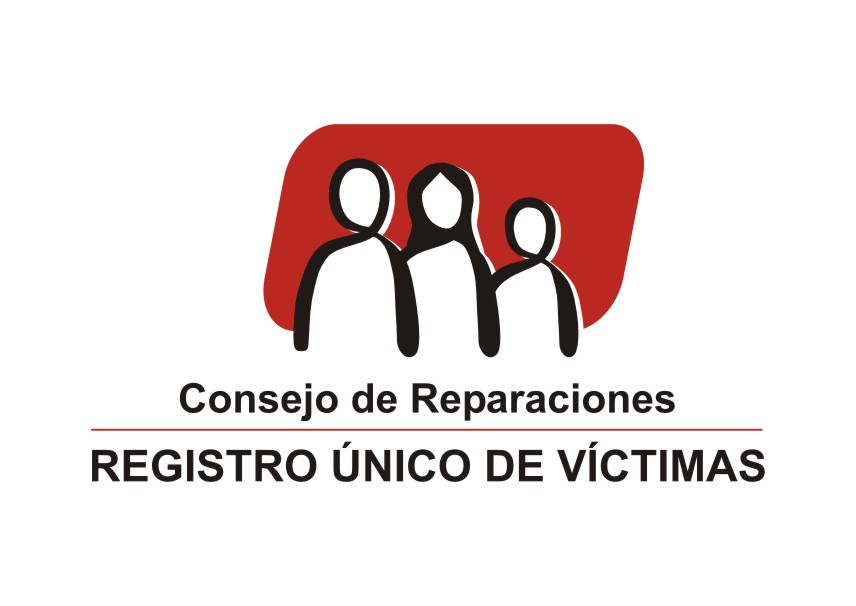 Consejo de Reparaciones
REGISTRO ÚNICO DE VÍCTIMAS